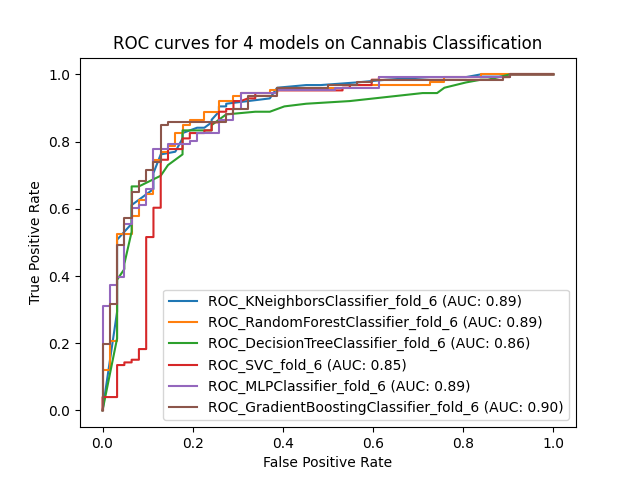 ROC curves for 4 models on Cannabis Classification
1.0
0.8
0.6
0.4
0.2
0.0
True Positive Rate
ROC_KNeighborsClassifier_fold_6 (AUC: 0.89)
ROC_RandomForestClassifier_fold_6 (AUC: 0.89)
ROC_DecisionTreeClassifier_fold_6 (AUC: 0.86)
ROC_SVC_fold_6 (AUC: 0.85)
ROC_MLPClassifier_fold_6 (AUC: 0.89)
ROC_GradientBoostingClassifier_fold_6 (AUC: 0.90)
0.0 0.2 0.4 0.6 0.8 1.0
False Positive Rate